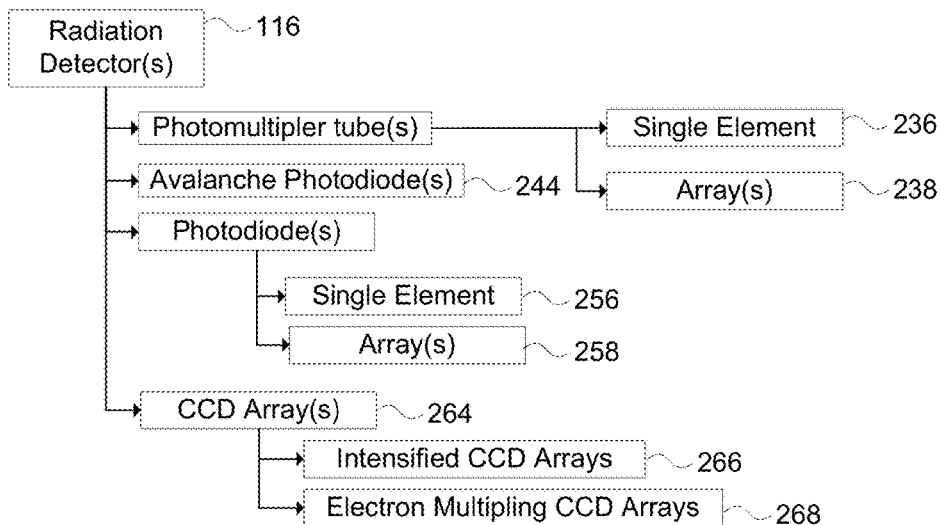 Radiation
Detector(s)
116
Photomultipler tube(s)
Single Element
236
Avalanche Photodiode(s)
244
Array(s)
238
Photodiode(s)
Single Element
256
Array(s)
258
CCD Array(s)
264
Intensified CCD Arrays
266
Electron Multipling CCD Arrays
268